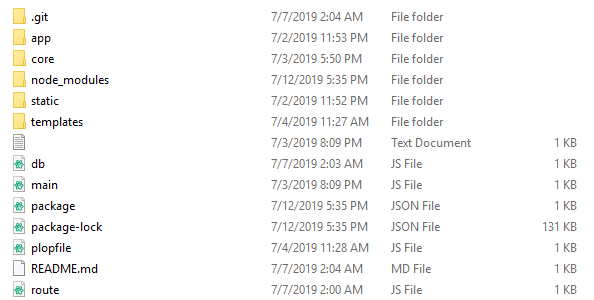 .git 7/7/2019 2:04 AM File folder
app 7/2/2019 11:53 PM File folder
core 7/3/2019 5:50 PM File folder
node_modules 7/12/2019 5:35 PM File folder
static 7/2/2019 11:52 PM File folder
templates 7/4/2019 11:27 AM File folder
7/3/2019 8:09 PM Text Document 1 KB
db 7/7/2019 2:03 AM JS File 1 KB
main 7/3/2019 8:09 PM JS File 1 KB
package 7/12/2019 5:35 PM JSON File 1 KB
package-lock 7/12/2019 5:35 PM JSON File 131 KB
plopfile 7/4/2019 11:28 AM JS File 1 KB
README.md 7/7/2019 2:04 AM MD File 1 KB
route 7/7/2019 2:00 AM JS File 1 KB